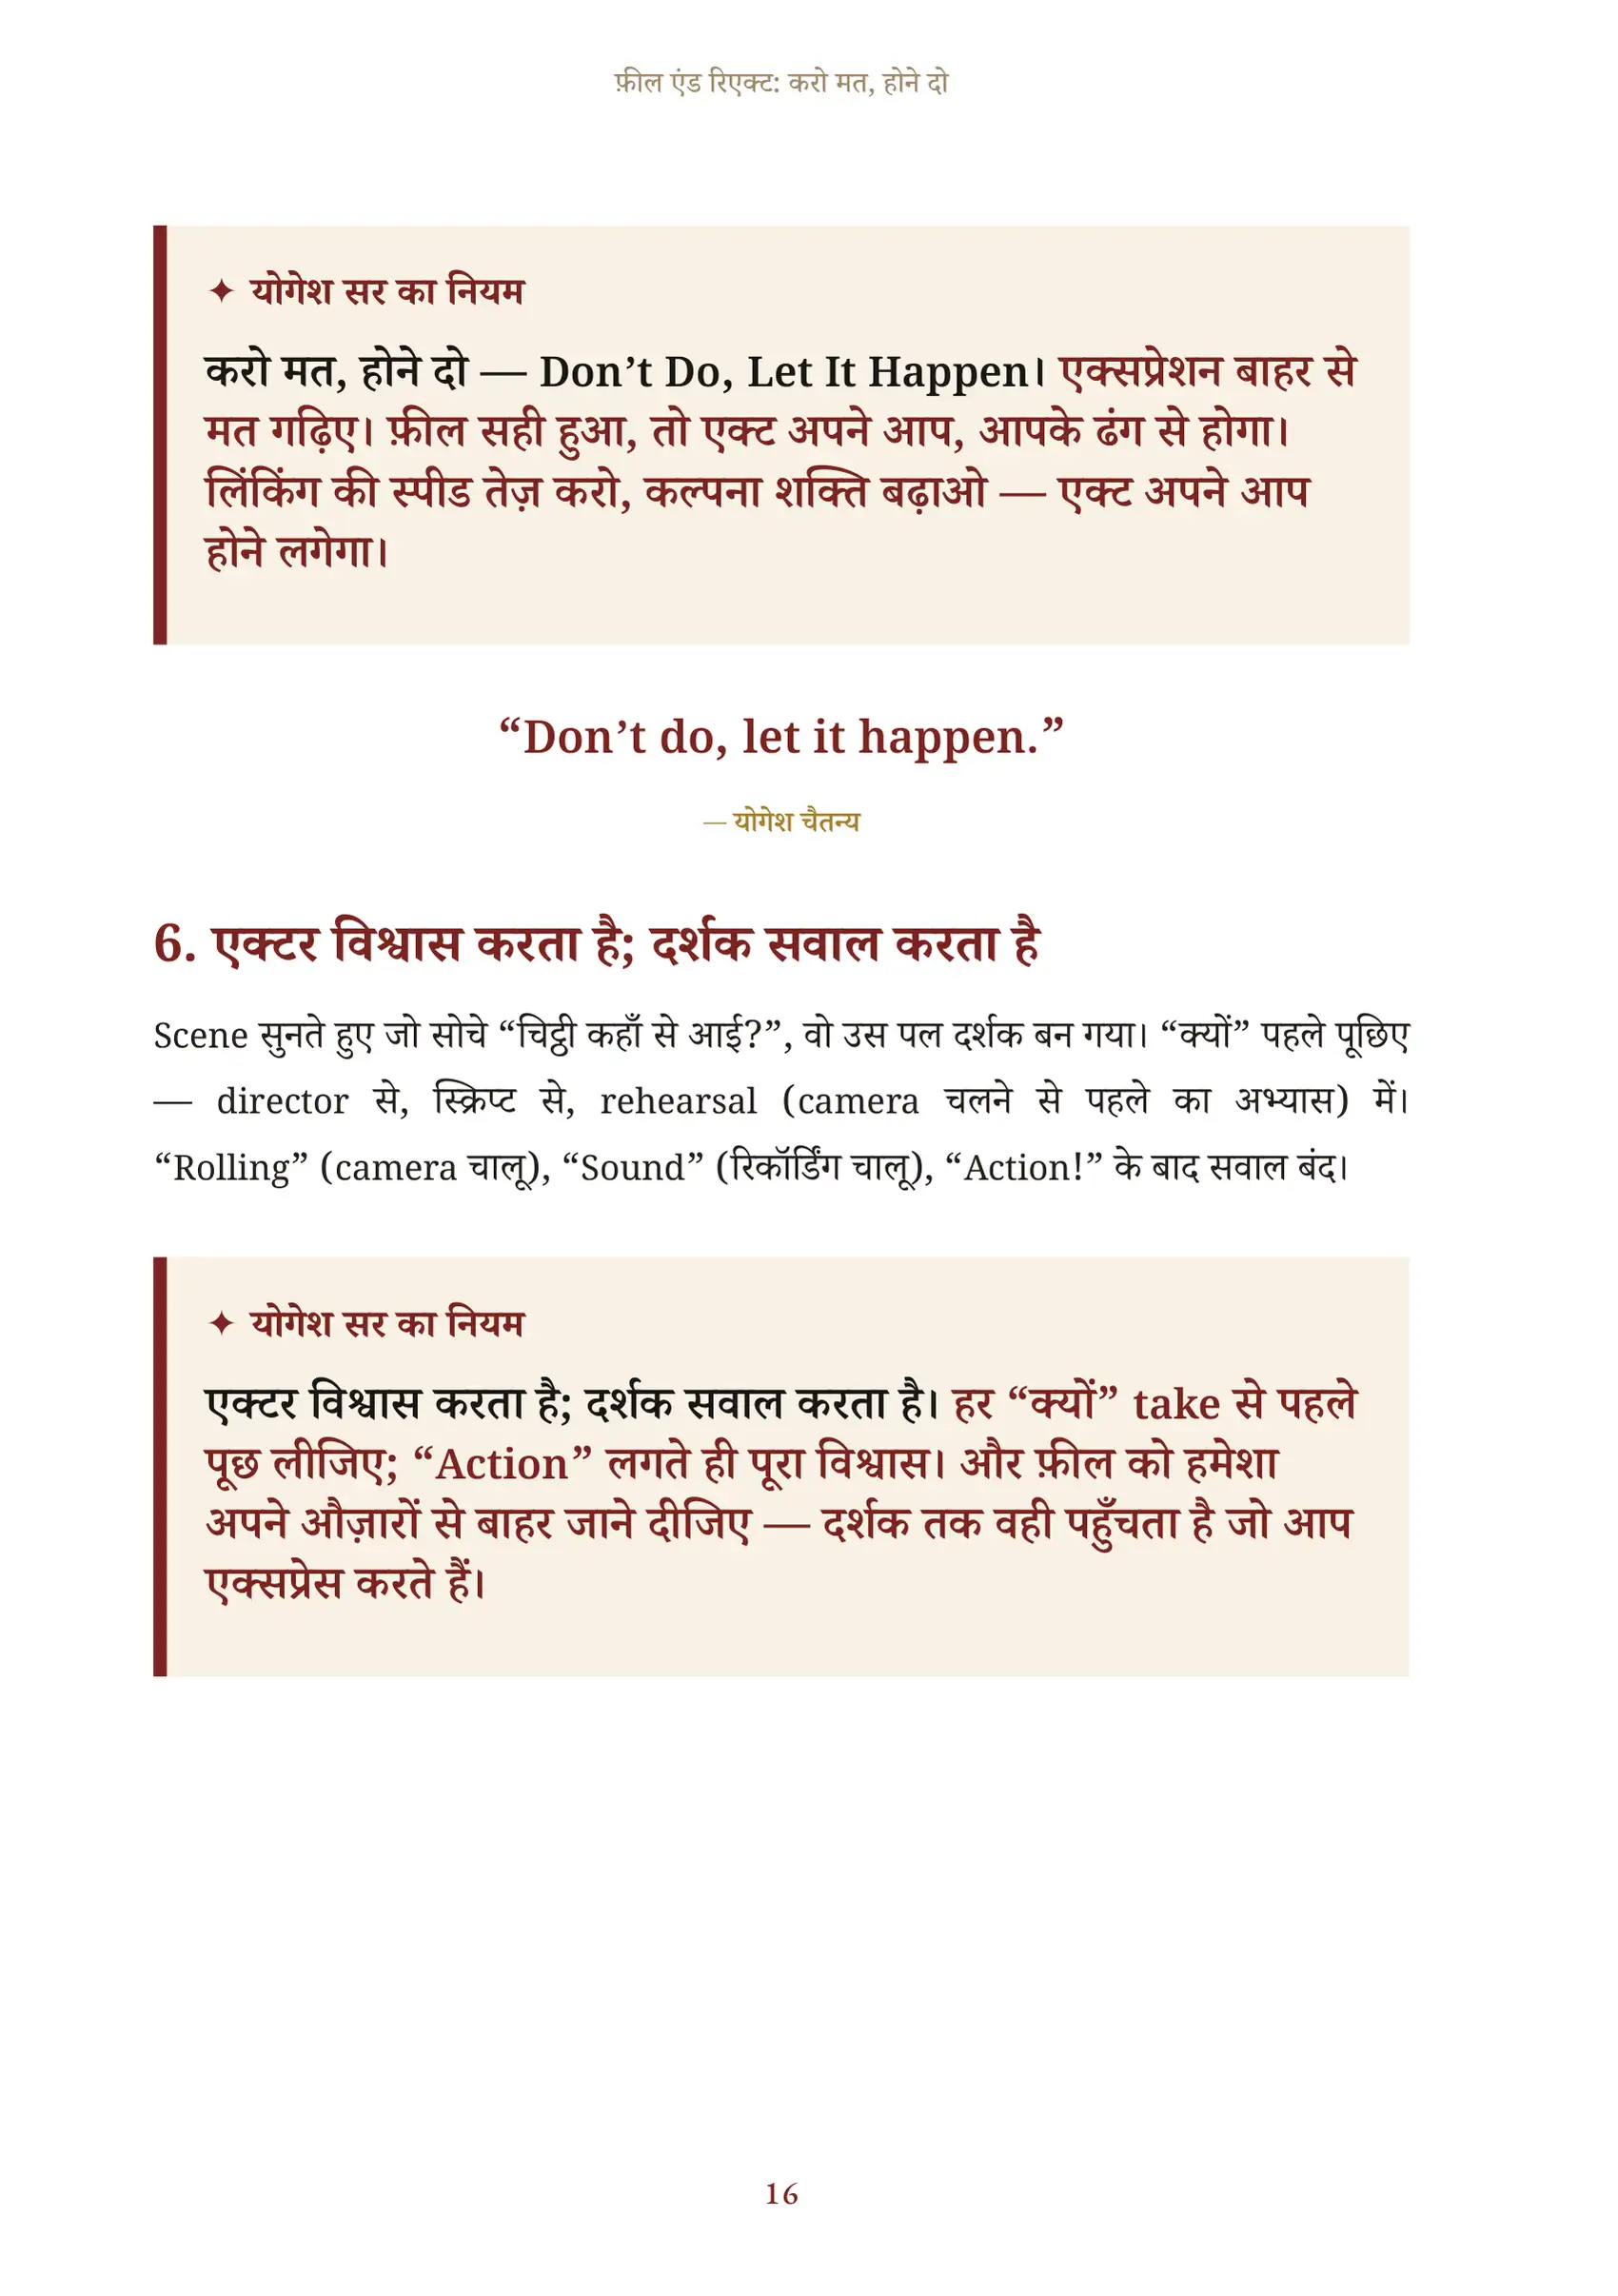 फ़ील एंड रिएक्ट: करो मत, होने दो
✦ योगेश सर का नियम
करो मत, होने दो — Don’t Do, Let It Happen। एक्सप्रेशन बाहर से
मत गढ़िए। फ़ील सही हुआ, तो एक्ट अपने आप, आपके ढंग से होगा।
लिंकिंग की स्पीड तेज़ करो, कल्पना शक्ति बढ़ाओ — एक्ट अपने आप
होने लगेगा।
“Don’t do, let it happen.”
— योगेश चैतन्य
6. एक्टर विश्वास करता है; दर्शक सवाल करता है
Scene सुनते हुए जो सोचे “चिट्ठी कहाँ से आई?”, वो उस पल दर्शक बन गया। “क्यों” पहले पूछिए
— director से, स्क्रिप्ट से, rehearsal (camera चलने से पहले का अभ्यास) में।
“Rolling” (camera चालू), “Sound” (रिकॉर्डिंग चालू), “Action!” के बाद सवाल बंद।
✦ योगेश सर का नियम
एक्टर विश्वास करता है; दर्शक सवाल करता है। हर “क्यों” take से पहले
पूछ लीजिए; “Action” लगते ही पूरा विश्वास। और फ़ील को हमेशा
अपने औज़ारों से बाहर जाने दीजिए — दर्शक तक वही पहुँचता है जो आप
एक्सप्रेस करते हैं।
16